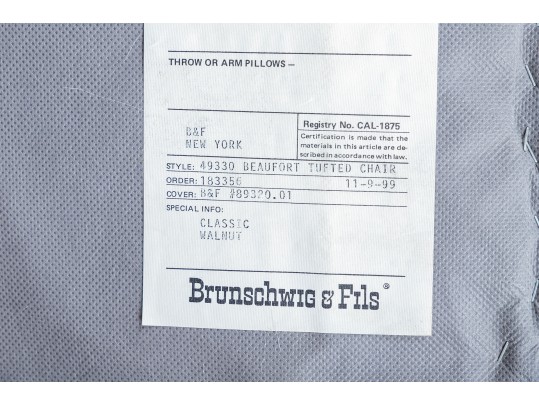 THROW OR ARM PILLOWS —
B&F
NEW YORK
Registry No. CAL-1875
Certification is made that the
materials in this article are de-
scribed in accordance with law.
STYLE: 49330 BEAUFORT TUFTED CHAIR
ORDER: 183356 11-9-99
COVER: B&F #89320.01
SPECIAL INFO:
CLASSIC
WALNUT
Brunschwig & Fils®